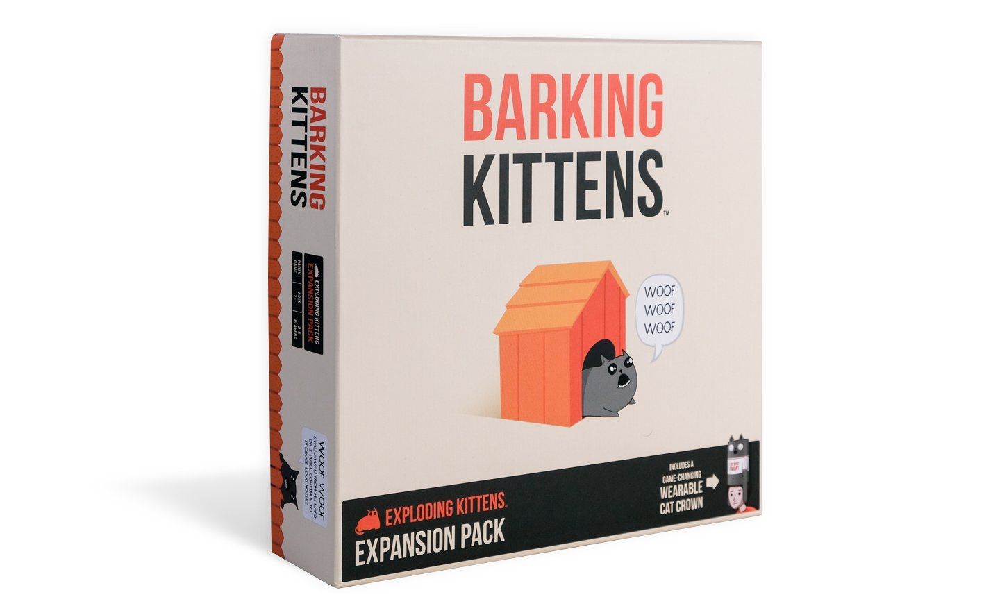 BARKING
KITTENS
EXPLODING KITTENS
EXPANSION PACK
PARTY
GAME
AGES
7+
2-5
PLAYERS
WOOF WOOF
STAY AWAY FROM MY YARD
OR I WILL CONTINUE TO
PRODUCE LOUD NOISES
BARKING
KITTENS™
WOOF
WOOF
WOOF
INCLUDES A
GAME-CHANGING
WEARABLE
CAT CROWN
I WANT
EXPLODING KITTENS®
EXPANSION PACK